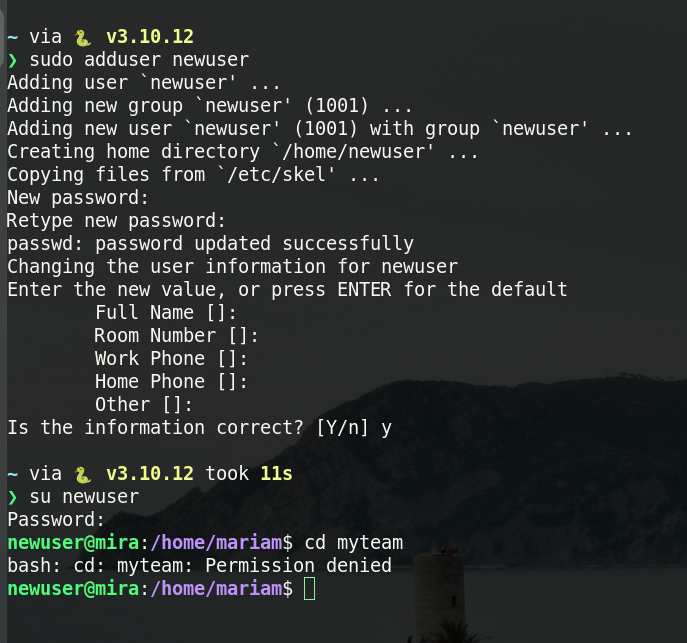 ~ via 🐍 v3.10.12
❯ sudo adduser newuser
Adding user `newuser' ...
Adding new group `newuser' (1001) ...
Adding new user `newuser' (1001) with group `newuser' ...
Creating home directory `/home/newuser' ...
Copying files from `/etc/skel' ...
New password:
Retype new password:
passwd: password updated successfully
Changing the user information for newuser
Enter the new value, or press ENTER for the default
        Full Name []:
        Room Number []:
        Work Phone []:
        Home Phone []:
        Other []:
Is the information correct? [Y/n] y
~ via 🐍 v3.10.12 took 11s
❯ su newuser
Password:
newuser@mira:/home/mariam$ cd myteam
bash: cd: myteam: Permission denied
newuser@mira:/home/mariam$